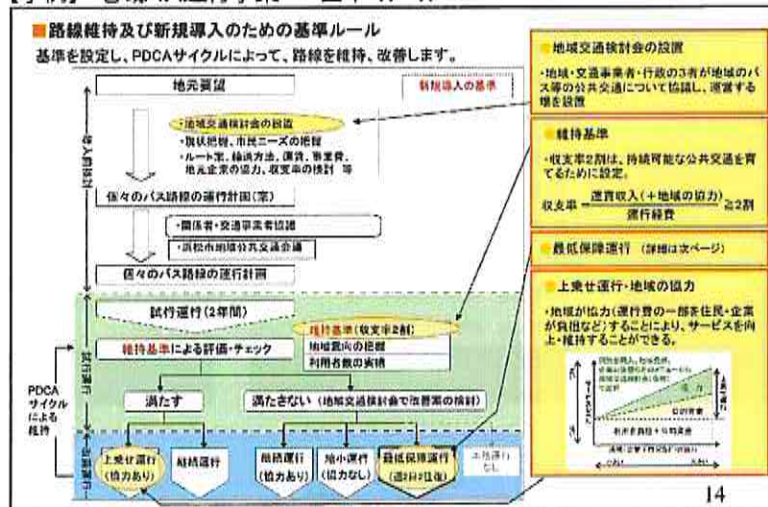 ■路線維持及び新規導入のための基準ルール
基準を設定し、PDCAサイクルによって、路線を維持、改善します。
地元要望
新規導入の基準
・地域交通検討会の設置
・現状把握、市民ニーズの把握
・ルート案、輸送方法、運賃、事業費、
地元企業の協力、収支率の検討 等
個々のバス路線の運行計画(案)
・関係者・交通事業者協議
・浜松市地域公共交通会議
個々のバス路線の運行計画
試行運行(2年間)
維持基準(収支率2割)
地域意向の把握
利用者数の実績
維持基準による評価・チェック
満たす
満たさない(地域交通検討会で改善案の検討)
PDCA
サイクル
による
維持
試行運行
上乗せ運行
(協力あり)
継続運行
継続運行
(協力あり)
縮小運行
(協力なし)
最低保障運行
(週2日2往復)
なし
■地域交通検討会の設置
・地域・交通事業者・行政の3者が地域のバス
等の公共交通について協議し、運営する
場を設置
■維持基準
・収支率2割は、持続可能な公共交通を育
てるために設定。
収支率=運賃収入(+地域の協力)
運行経費
≧2割
■最低保障運行 (詳細は次ページ)
■上乗せ運行・地域の協力
・地域が協力(運行費の一部を住民・企業
が負担など)することにより、サービスを向
上・維持することができる。
14